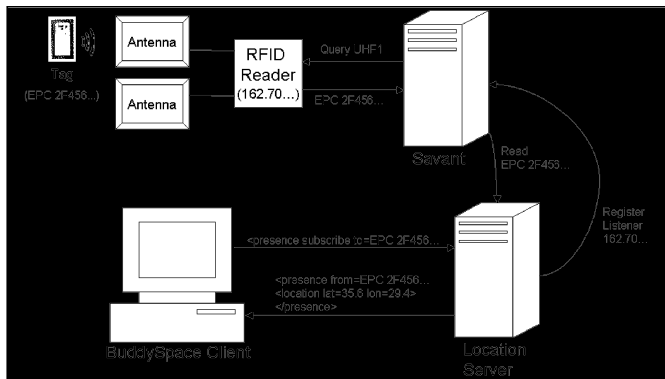 Antenna
Tag
(EPC 2F456...)
Antenna
RFID
Reader
(162.70...)
Query UHF1
EPC 2F456...
Savant
Read
EPC 2F456...
Register
Listener
162.70...
<presence subscribe to=EPC 2F456...
<presence from=EPC 2F456...
<location lat=35.6 lon=29.4>
</presence>
BuddySpace Client
Location
Server